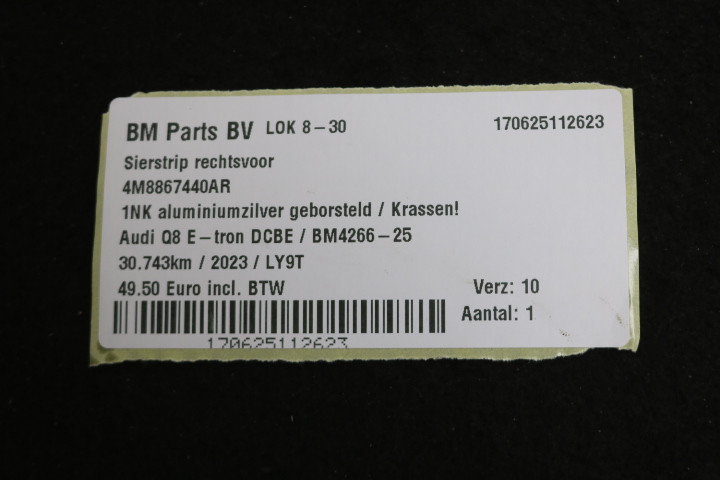 BM Parts BV LOK 8-30 170625112623
Sierstrip rechtsvoor
4M8867440AR
1NK aluminiumzilver geborsteld / Krassen!
Audi Q8 E-tron DCBE / BM4266-25
30.743km / 2023 / LY9T
49.50 Euro incl. BTW Verz: 10
Aantal: 1
170625112623